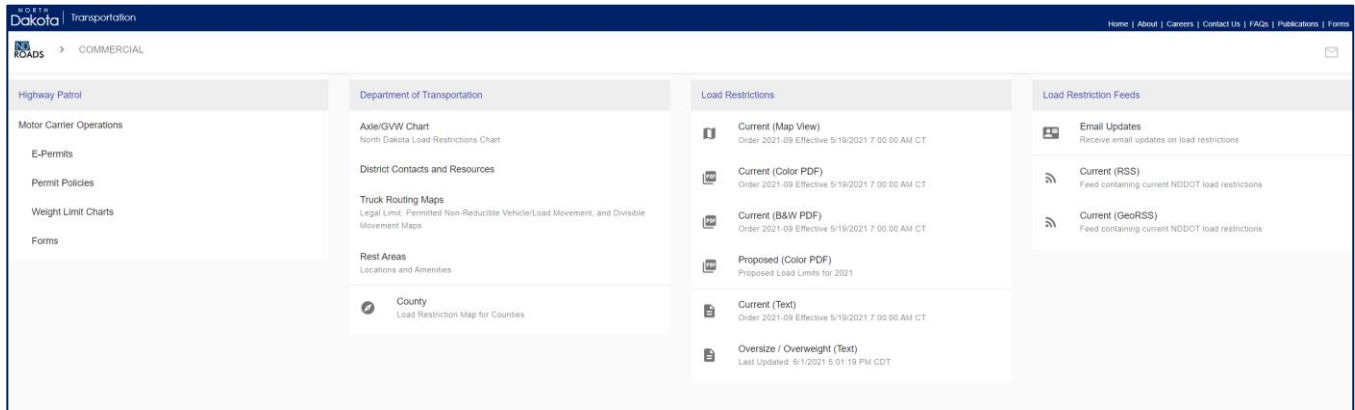 NORTH
Dakota | Transportation
Home | About | Careers | Contact Us | FAQs | Publications | Forms
ND
ROADS > COMMERCIAL
Highway Patrol
Motor Carrier Operations
E-Permits
Permit Policies
Weight Limit Charts
Forms
Department of Transportation
Axle/GVW Chart
North Dakota Load Restrictions Chart
District Contacts and Resources
Truck Routing Maps
Legal Limit, Permitted Non-Reducible Vehicle/Load Movement, and Divisible
Movement Maps
Rest Areas
Locations and Amenities
County
Load Restriction Map for Counties
Load Restrictions
Current (Map View)
Order 2021-09 Effective 5/19/2021 7:00:00 AM CT
PDF
Current (Color PDF)
Order 2021-09 Effective 5/19/2021 7:00:00 AM CT
PDF
Current (B&W PDF)
Order 2021-09 Effective 5/19/2021 7:00:00 AM CT
PDF
Proposed (Color PDF)
Proposed Load Limits for 2021
Current (Text)
Order 2021-09 Effective 5/19/2021 7:00:00 AM CT
Oversize / Overweight (Text)
Last Updated: 6/1/2021 5:01:19 PM CDT
Load Restriction Feeds
Email Updates
Receive email updates on load restrictions
Current (RSS)
Feed containing current NDDOT load restrictions
Current (GeoRSS)
Feed containing current NDDOT load restrictions